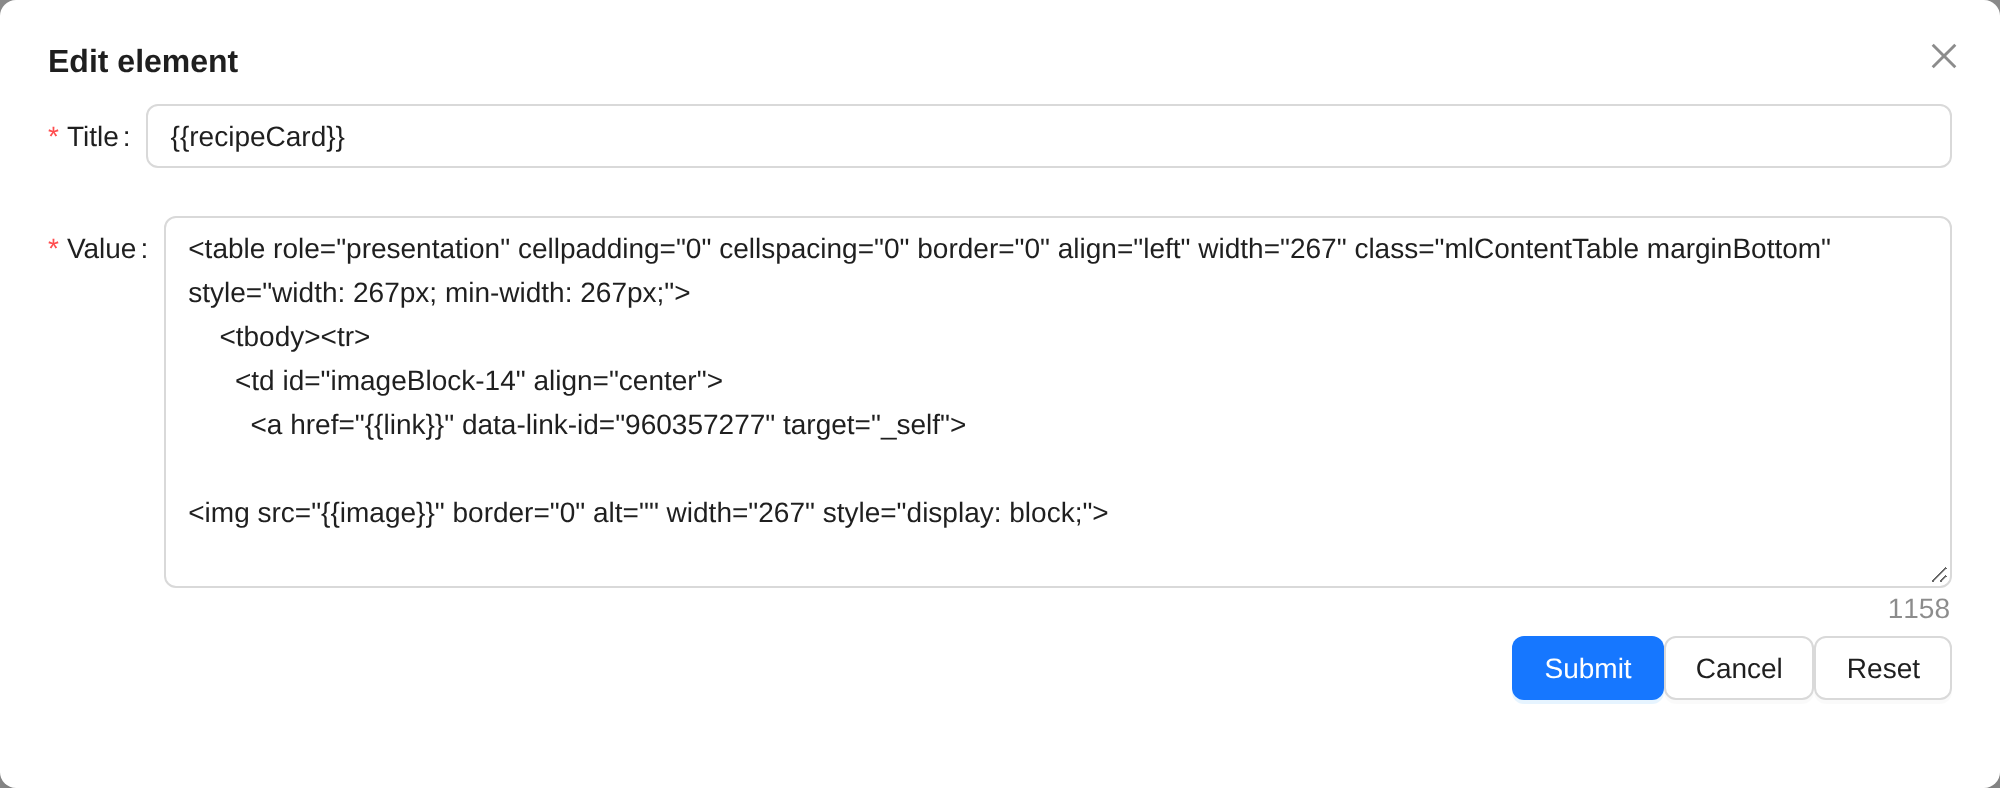 Edit element
* Title: {{recipeCard}}
* Value: <table role="presentation" cellpadding="0" cellspacing="0" border="0" align="left" width="267" class="mlContentTable marginBottom"
style="width: 267px; min-width: 267px;">
<tbody><tr>
<td id="imageBlock-14" align="center">
<a href="{{link}}" data-link-id="960357277" target="_self">
<img src="{{image}}" border="0" alt="" width="267" style="display: block;">
1158
Submit Cancel Reset